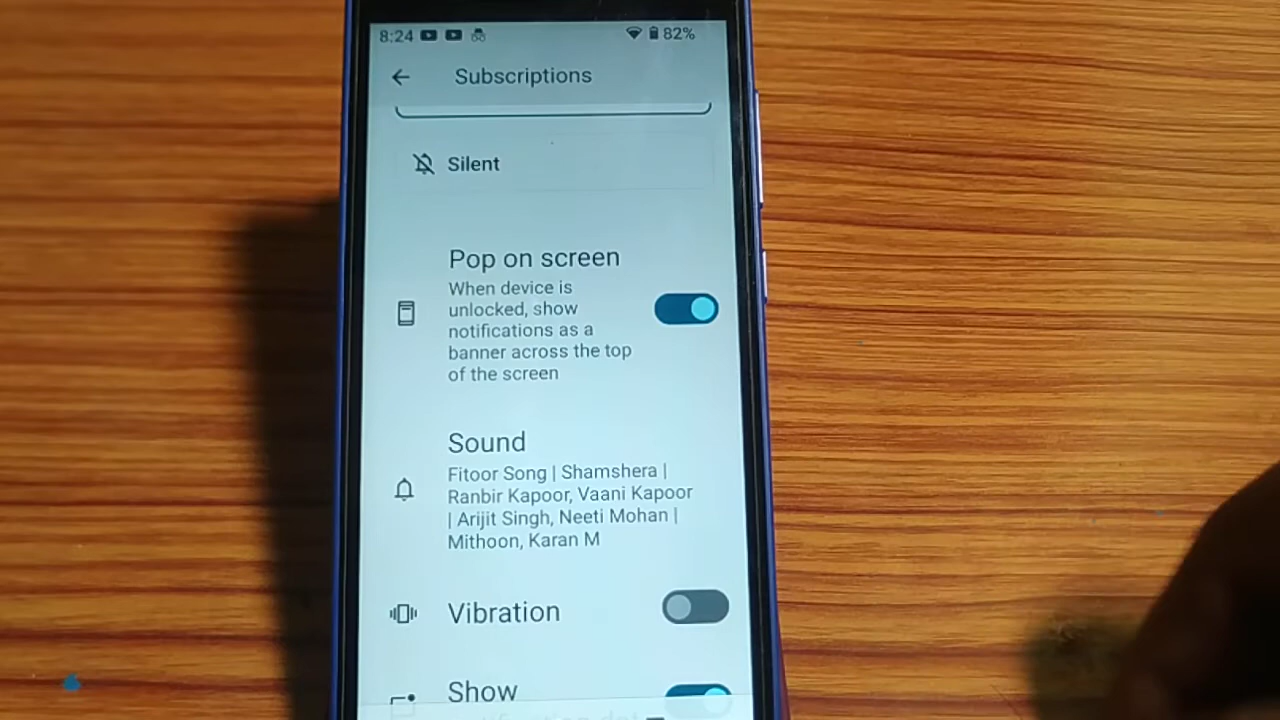 8:24 82%
Subscriptions
Silent
Pop on screen
When device is
unlocked, show
notifications as a
banner across the top
of the screen
Sound
Fitoor Song | Shamshera |
Ranbir Kapoor, Vaani Kapoor
| Arijit Singh, Neeti Mohan |
Mithoon, Karan M
Vibration
Show